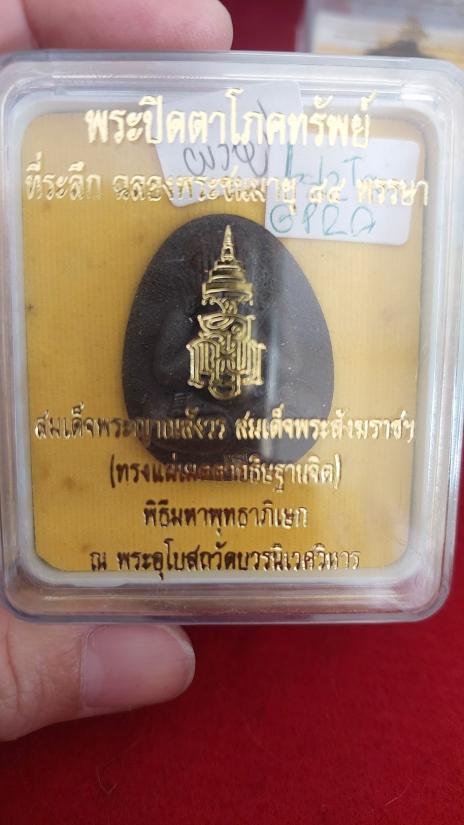 พระปิดตาโภคทรัพย์
ที่ระลึก ฉลองพระชนมายุ ๘๕ พรรษา
สมเด็จพระญาณสังวร สมเด็จพระสังฆราชฯ
(ทรงแผ่เมตตาอธิษฐานจิต)
พิธีมหาพุทธาภิเษก
ณ พระอุโบสถวัดบวรนิเวศวิหาร